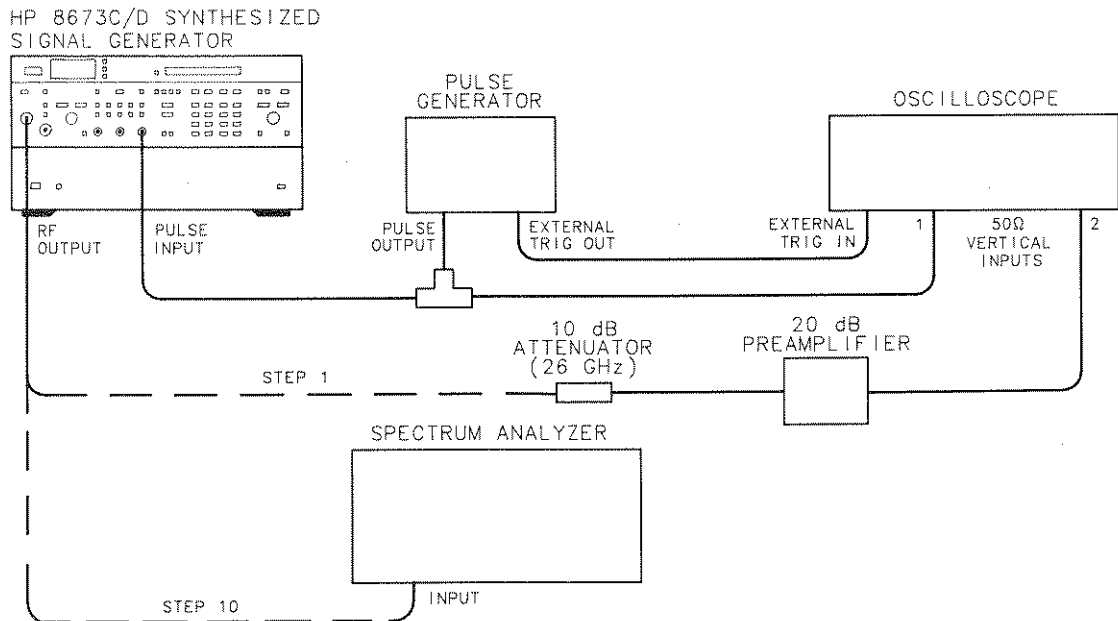 HP 8673C/D SYNTHESIZED
SIGNAL GENERATOR
PULSE
GENERATOR
OSCILLOSCOPE
RF
OUTPUT
PULSE
INPUT
PULSE
OUTPUT
EXTERNAL
TRIG OUT
EXTERNAL
TRIG IN
1
50Ω
VERTICAL
INPUTS
2
10 dB
ATTENUATOR
(26 GHz)
20 dB
PREAMPLIFIER
STEP 1
SPECTRUM ANALYZER
INPUT
STEP 10